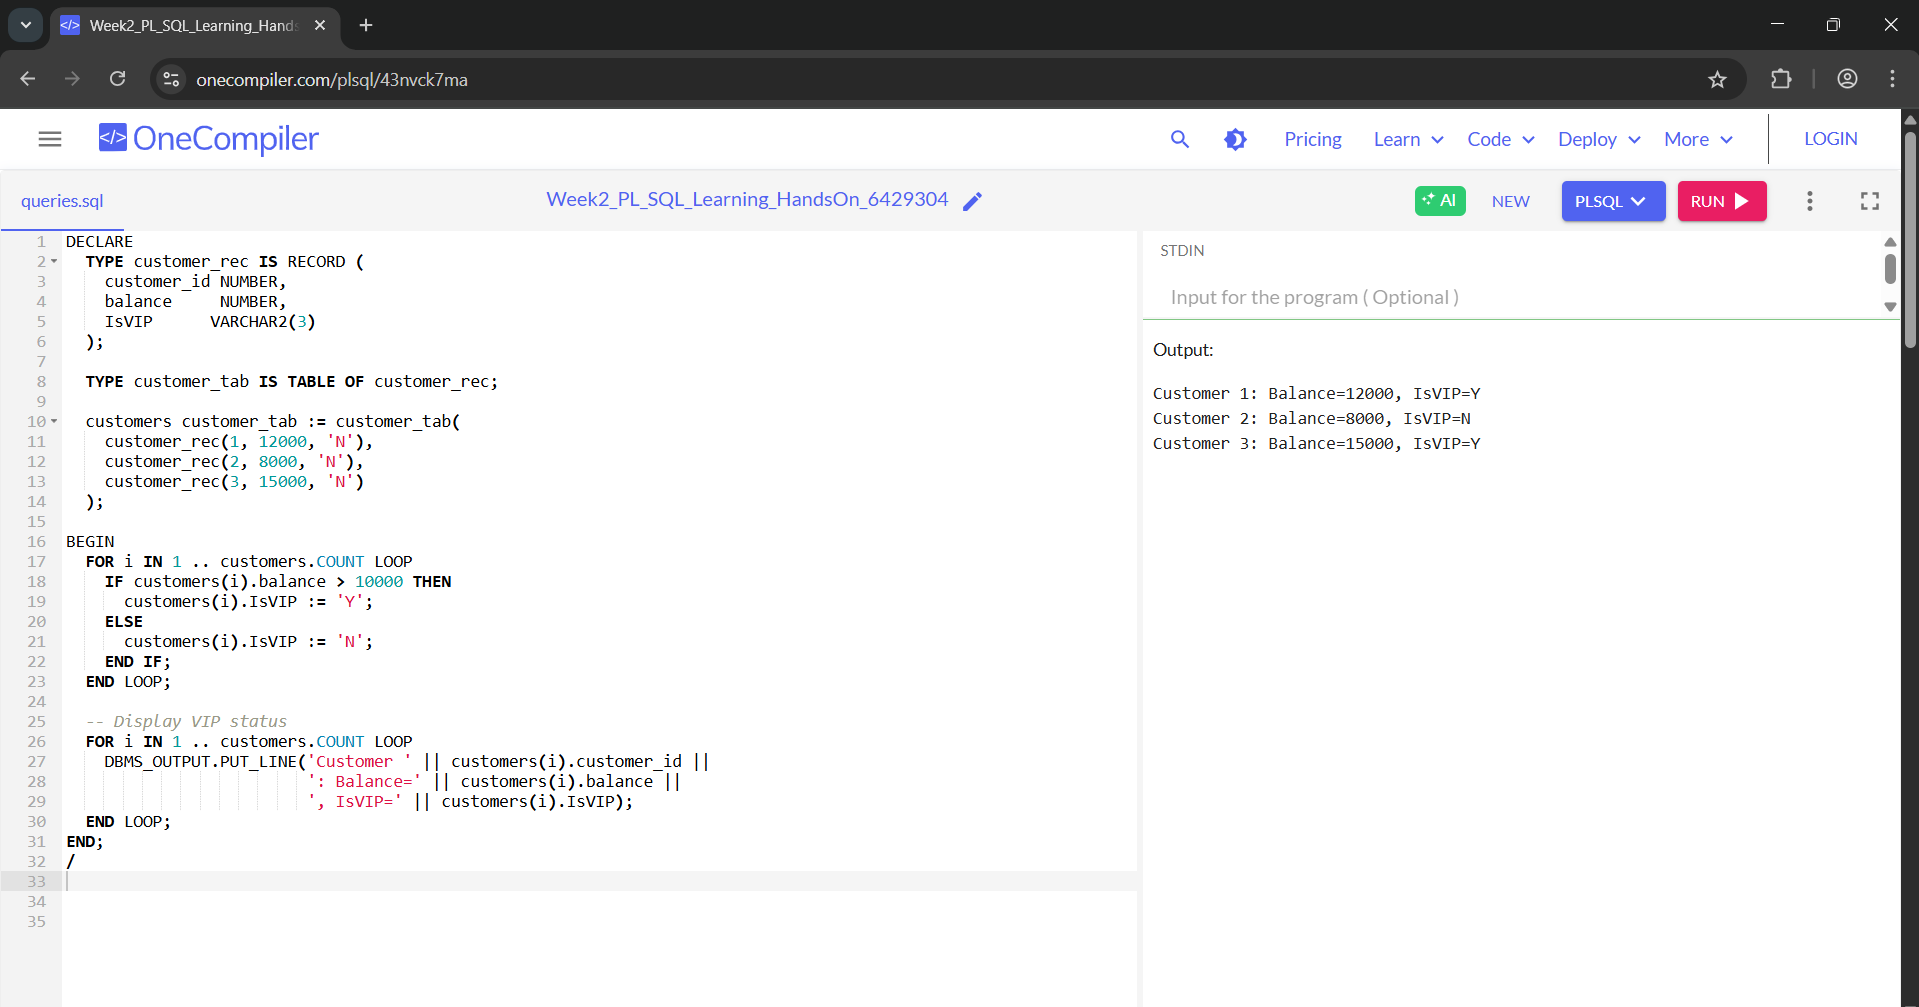 Week2_PL_SQL_Learning_Hands
onecompiler.com/plsql/43nvck7ma
</> OneCompiler
Pricing Learn Code Deploy More LOGIN
queries.sql
Week2_PL_SQL_Learning_HandsOn_6429304
AI NEW PLSQL RUN
1 DECLARE
2 TYPE customer_rec IS RECORD (
3 customer_id NUMBER,
4 balance     NUMBER,
5 IsVIP      VARCHAR2(3)
6 );
7
8 TYPE customer_tab IS TABLE OF customer_rec;
9
10 customers customer_tab := customer_tab(
11 customer_rec(1, 12000, 'N'),
12 customer_rec(2, 8000, 'N'),
13 customer_rec(3, 15000, 'N')
14 );
15
16 BEGIN
17 FOR i IN 1 .. customers.COUNT LOOP
18 IF customers(i).balance > 10000 THEN
19 customers(i).IsVIP := 'Y';
20 ELSE
21 customers(i).IsVIP := 'N';
22 END IF;
23 END LOOP;
24
25 -- Display VIP status
26 FOR i IN 1 .. customers.COUNT LOOP
27 DBMS_OUTPUT.PUT_LINE('Customer ' || customers(i).customer_id ||
28 ': Balance=' || customers(i).balance ||
29 ', IsVIP=' || customers(i).IsVIP);
30 END LOOP;
31 END;
32 /
33
34
35
STDIN
Input for the program ( Optional )
Output:
Customer 1: Balance=12000, IsVIP=Y
Customer 2: Balance=8000, IsVIP=N
Customer 3: Balance=15000, IsVIP=Y